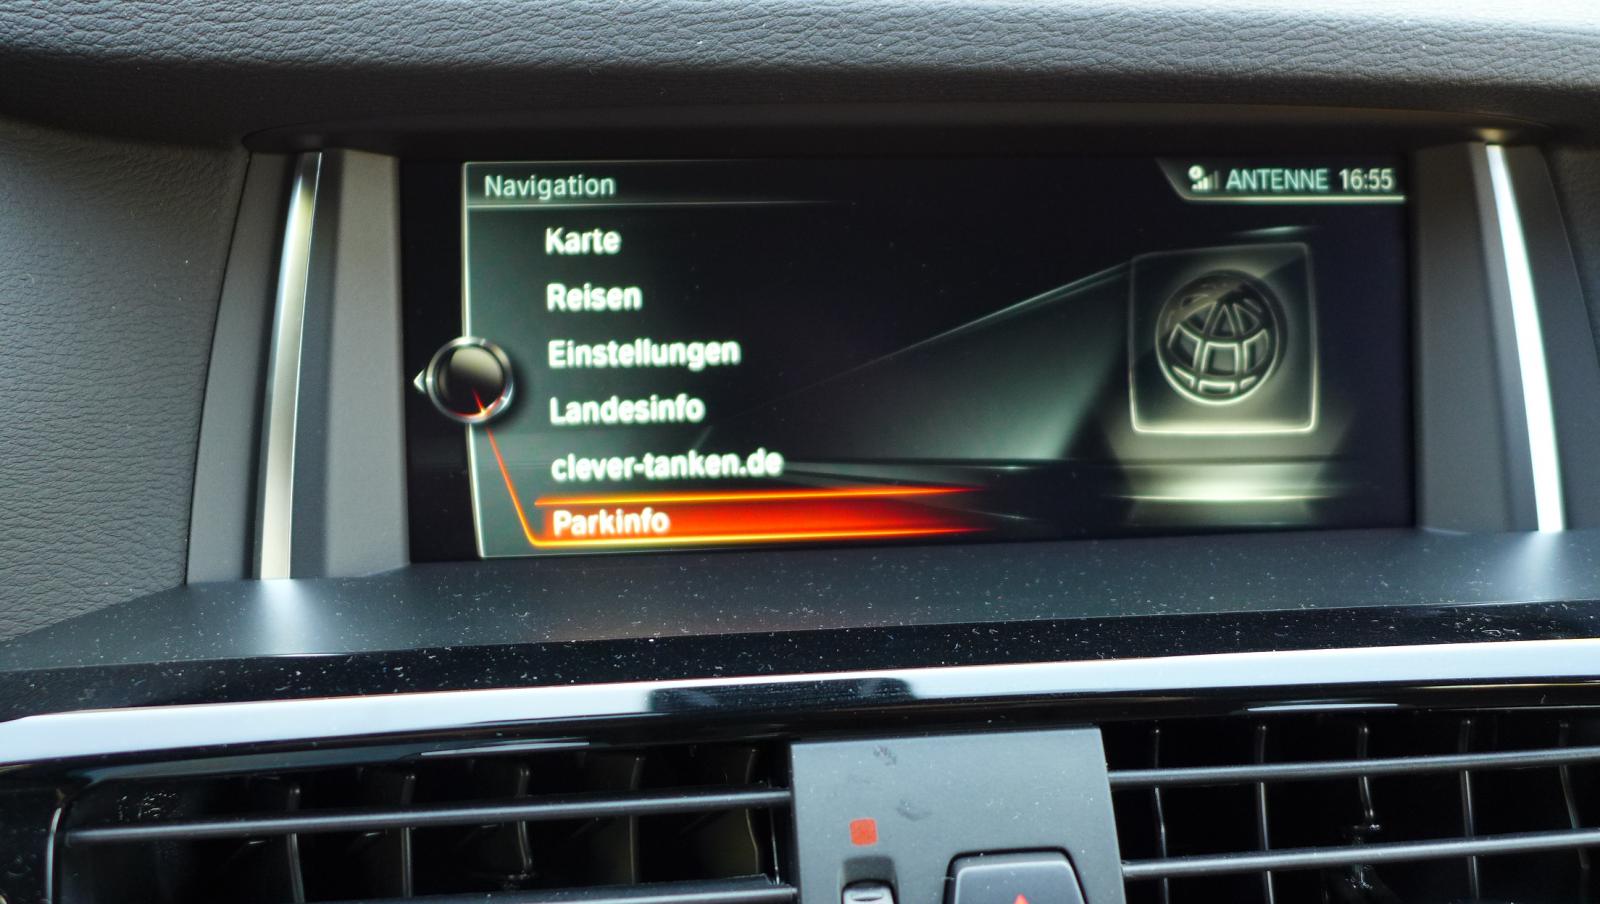 Navigation
ANTENNE 16:55
Karte
Reisen
Einstellungen
Landesinfo
clever-tanken.de
Parkinfo